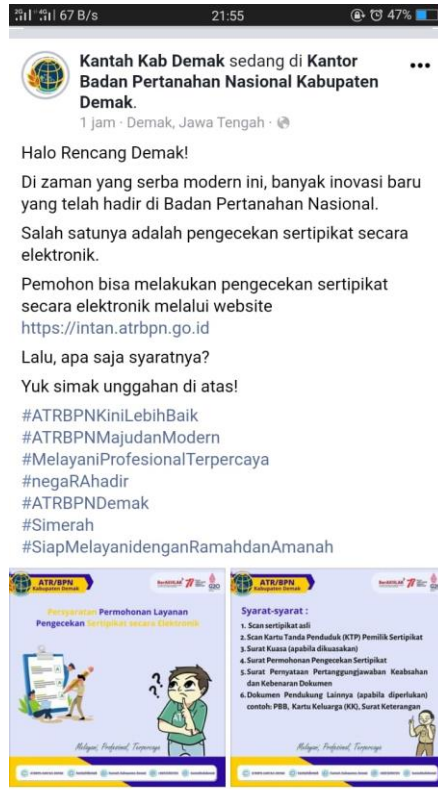 67 B/s 21:55 47%
Kantah Kab Demak sedang di Kantor
Badan Pertanahan Nasional Kabupaten
Demak.
1 jam · Demak, Jawa Tengah ·
Halo Rencang Demak!
Di zaman yang serba modern ini, banyak inovasi baru
yang telah hadir di Badan Pertanahan Nasional.
Salah satunya adalah pengecekan sertipikat secara
elektronik.
Pemohon bisa melakukan pengecekan sertipikat
secara elektronik melalui website
https://intan.atrbpn.go.id
Lalu, apa saja syaratnya?
Yuk simak unggahan di atas!
#ATRBPNKiniLebihBaik
#ATRBPNMajudanModern
#MelayaniProfesionalTerpercaya
#negaRAhadir
#ATRBPNDemak
#Simerah
#SiapMelayanidenganRamahdanAmanah
ATR/BPN
Kabupaten Demak
Persyaratan Permohonan Layanan
Pengecekan Sertipikat secara Elektronik
Melayani, Profesional, Terpercaya
ATR/BPN
Kabupaten Demak
Syarat-syarat :
1. Scan sertipikat asli
2. Scan Kartu Tanda Penduduk (KTP) Pemilik Sertipikat
3. Surat Kuasa (apabila dikuasakan)
4. Surat Permohonan Pengecekan Sertipikat
5. Surat Pernyataan Pertanggungjawaban Keabsahan
dan Kebenaran Dokumen
6. Dokumen Pendukung Lainnya (apabila diperlukan)
contoh: PBB, Kartu Keluarga (KK), Surat Keterangan
Melayani, Profesional, Terpercaya